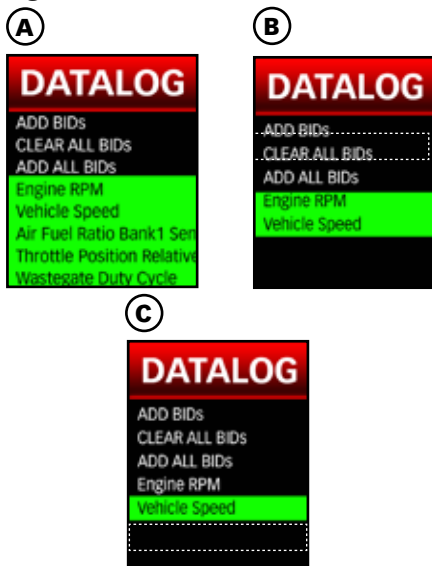 A
DATALOG
ADD BIDs
CLEAR ALL BIDs
ADD ALL BIDs
Engine RPM
Vehicle Speed
Air Fuel Ratio Bank1 Sen
Throttle Position Relative
Wastegate Duty Cycle
B
DATALOG
ADD BIDs
CLEAR ALL BIDs
ADD ALL BIDs
Engine RPM
Vehicle Speed
C
DATALOG
ADD BIDs
CLEAR ALL BIDs
ADD ALL BIDs
Engine RPM
Vehicle Speed